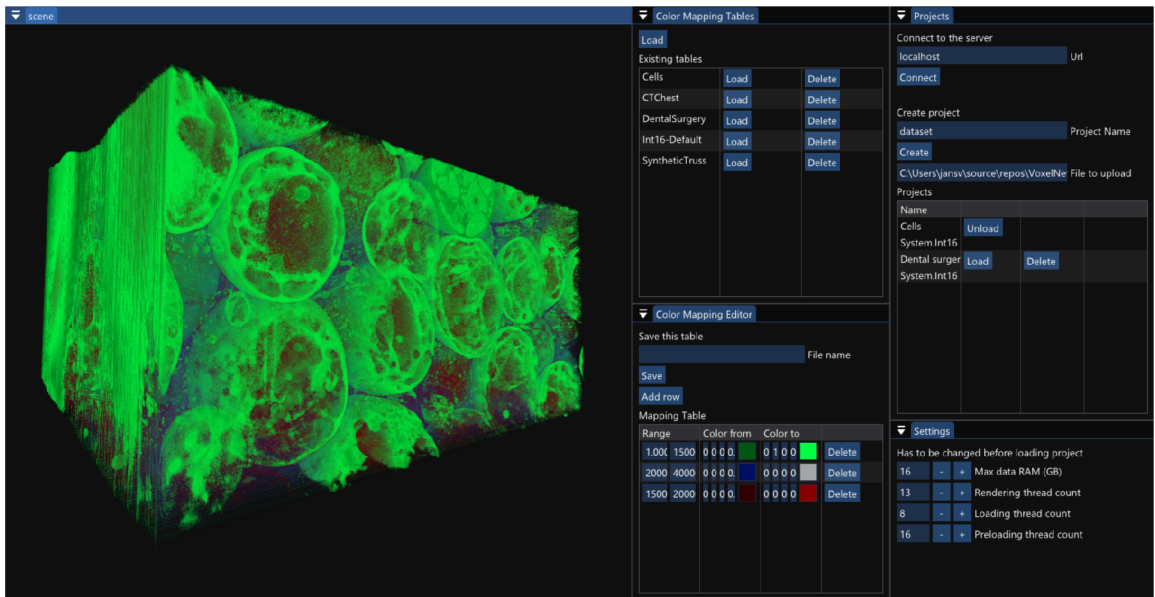 scene
Color Mapping Tables
Load
Existing tables
Cells Load Delete
CTChest Load Delete
DentalSurgery Load Delete
Int16-Default Load Delete
SyntheticTruss Load Delete
Color Mapping Editor
Save this table
File name
Save
Add row
Mapping Table
Range Color from Color to
1.000 1500 0 0 0 0. 0 1 0 0 Delete
2000 4000 0 0 0 0. 0 0 0 0 Delete
1500 2000 0 0 0 0. 0 0 0 0 Delete
Projects
Connect to the server
localhost Url
Connect
Create project
dataset Project Name
Create
C:\Users\jansv\source\repos\VoxelNe File to upload
Projects
Name
Cells Unload
System.Int16
Dental surger Load Delete
System.Int16
Settings
Has to be changed before loading project
16 - + Max data RAM (GB)
13 - + Rendering thread count
8 - + Loading thread count
16 - + Preloading thread count